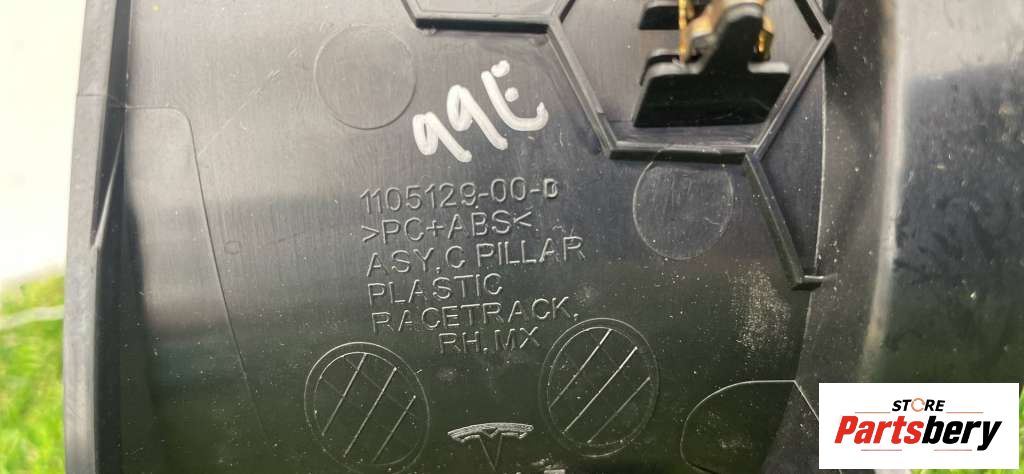 99E
1105129-00-D
>PC+ABS<
ASY, C PILLAR
PLASTIC
RACETRACK,
RH, MX
STORE
Partsbery